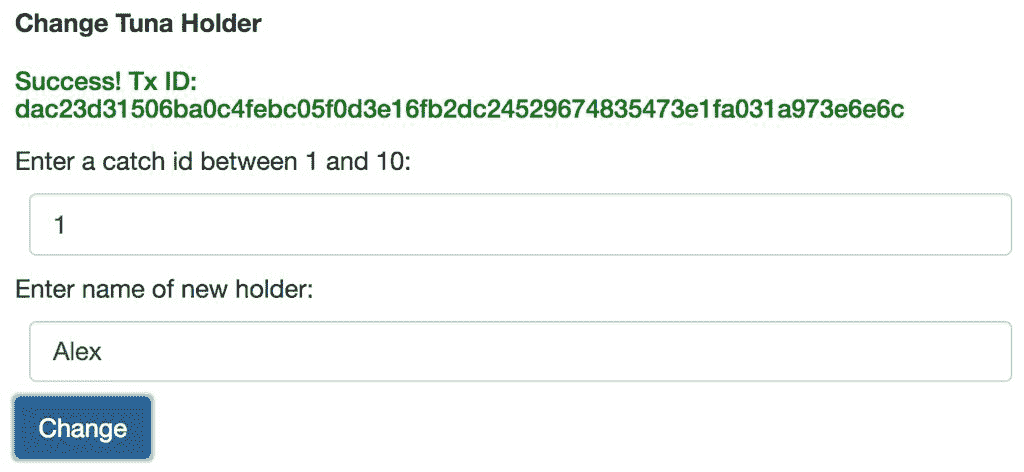 Change Tuna Holder
Success! Tx ID:
dac23d31506ba0c4febc05f0d3e16fb2dc24529674835473e1fa031a973e6e6c
Enter a catch id between 1 and 10:
1
Enter name of new holder:
Alex
Change